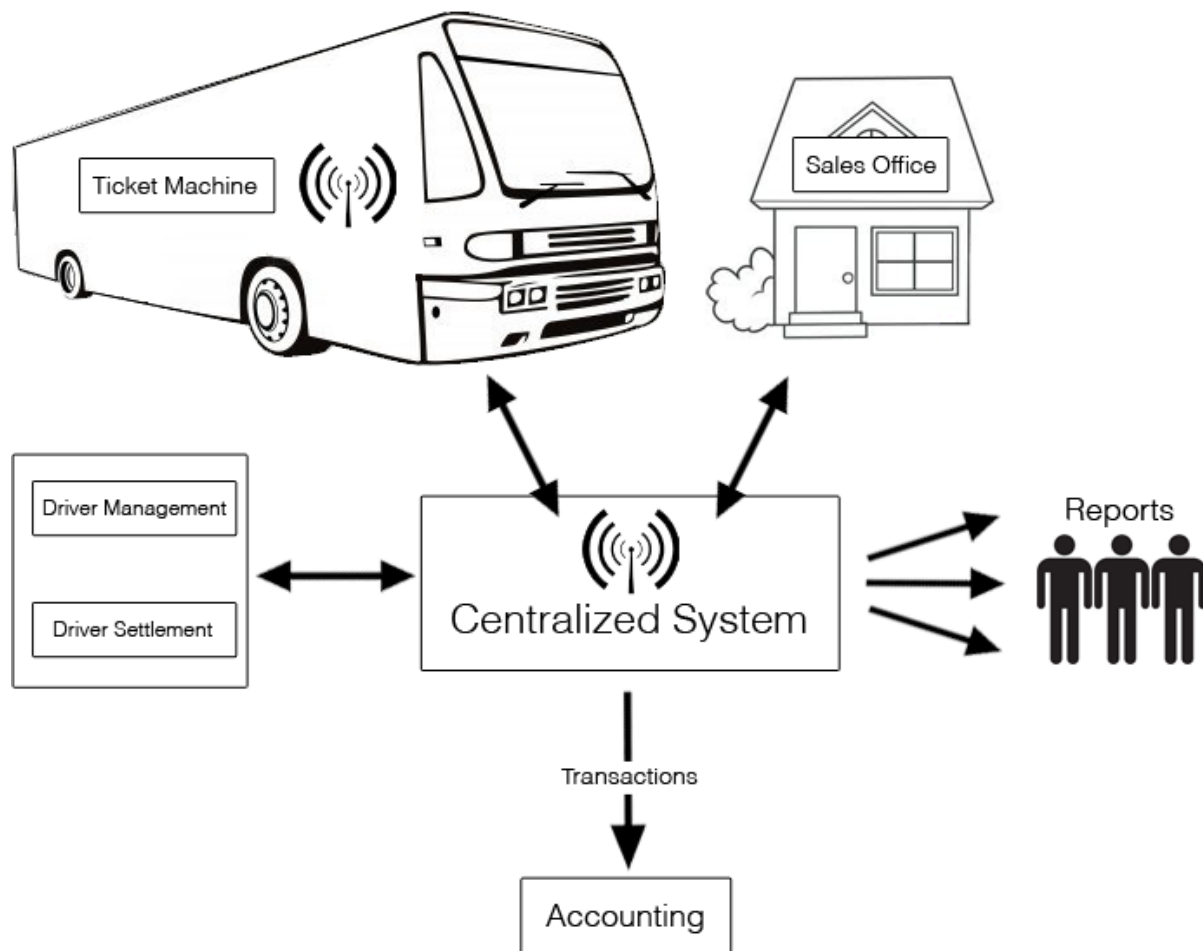 Ticket Machine
Sales Office
Driver Management
Driver Settlement
Centralized System
Reports
Transactions
Accounting